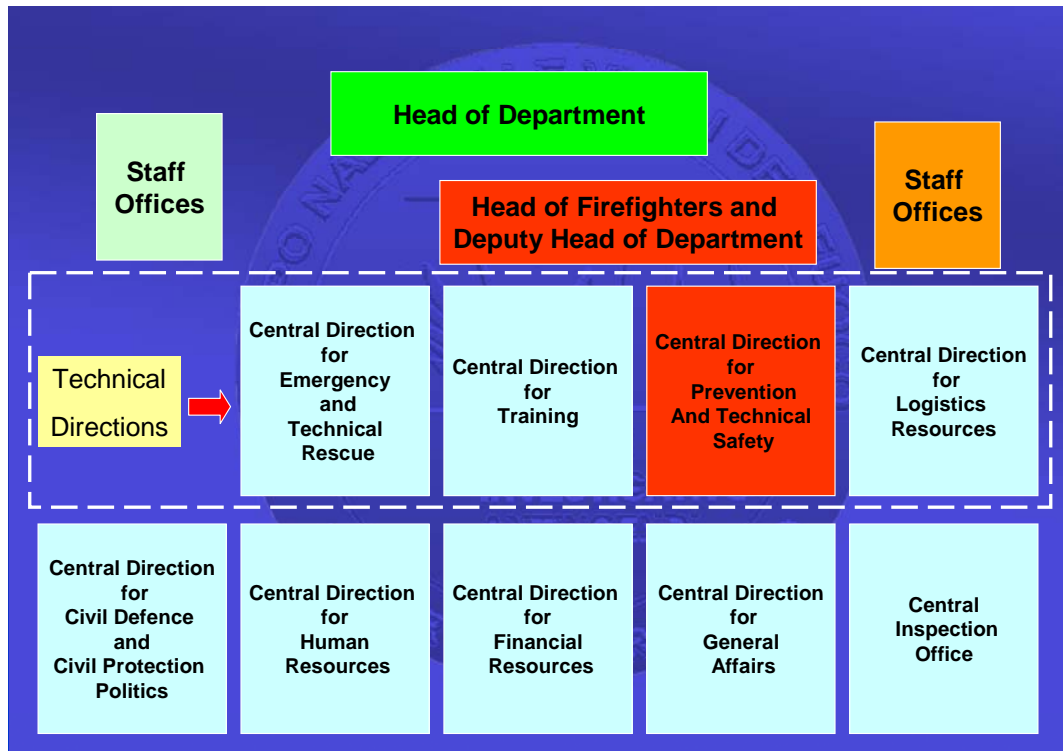 Head of Department
Staff
Offices
Head of Firefighters and
Deputy Head of Department
Staff
Offices
Technical
Directions
Central Direction
for
Emergency
and
Technical
Rescue
Central Direction
for
Training
Central Direction
for
Prevention
And Technical
Safety
Central Direction
for
Logistics
Resources
Central Direction
for
Civil Defence
and
Civil Protection
Politics
Central Direction
for
Human
Resources
Central Direction
for
Financial
Resources
Central Direction
for
General
Affairs
Central
Inspection
Office